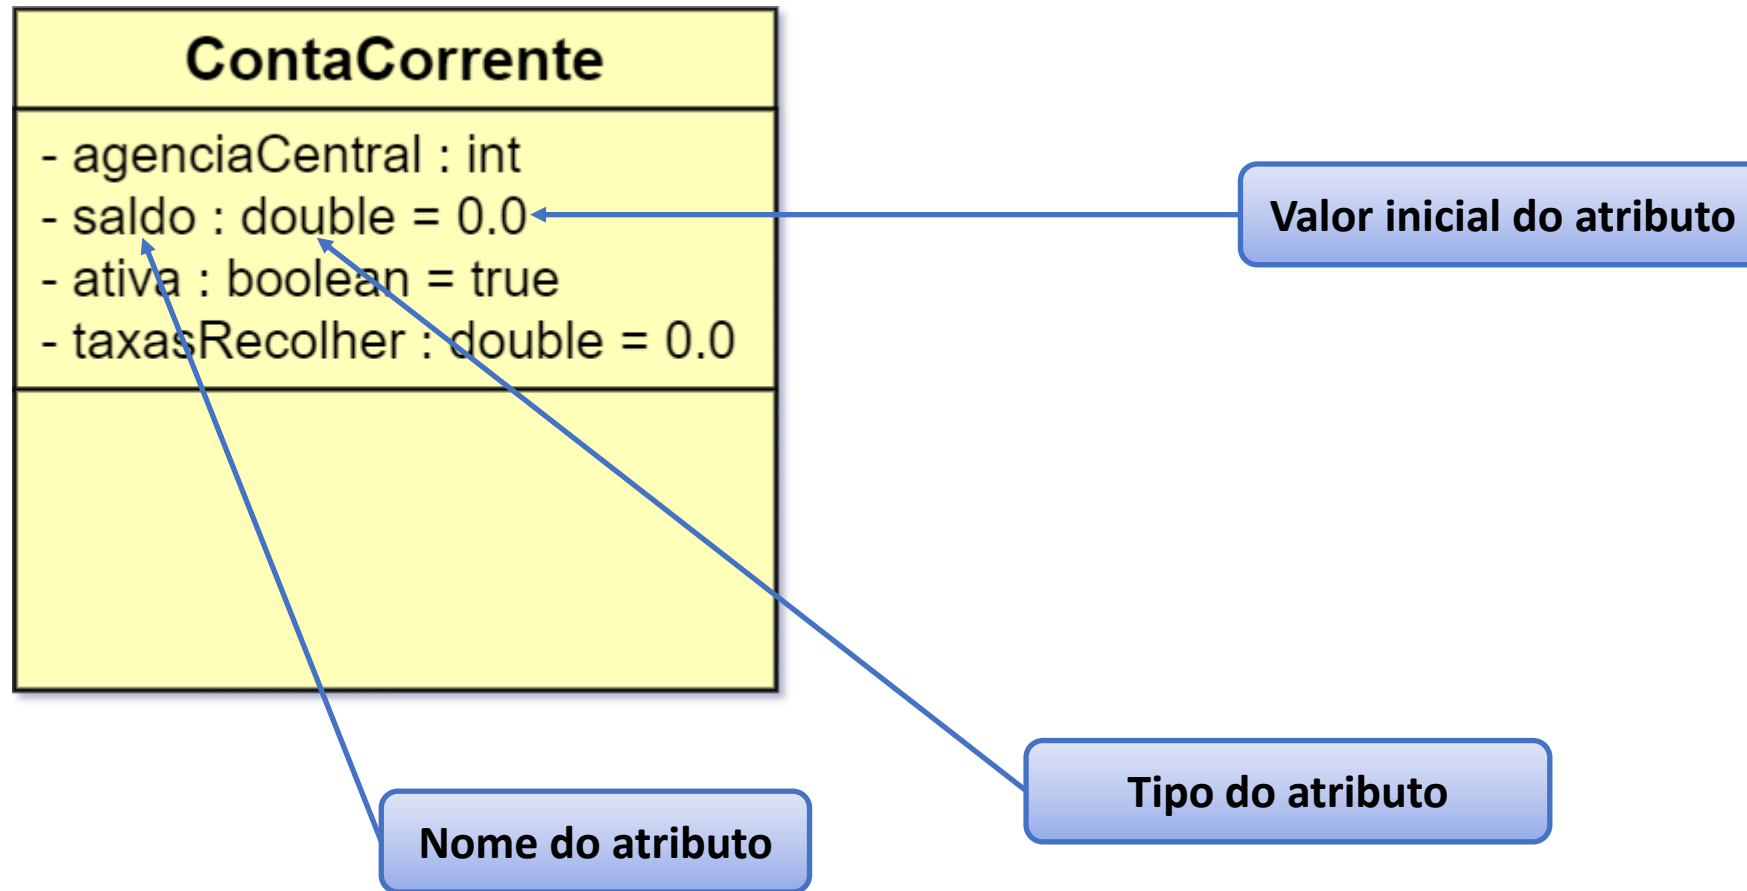 ContaCorrente
- agenciaCentral : int
- saldo : double = 0.0
- ativa : boolean = true
- taxasRecolher : double = 0.0
Valor inicial do atributo
Tipo do atributo
Nome do atributo